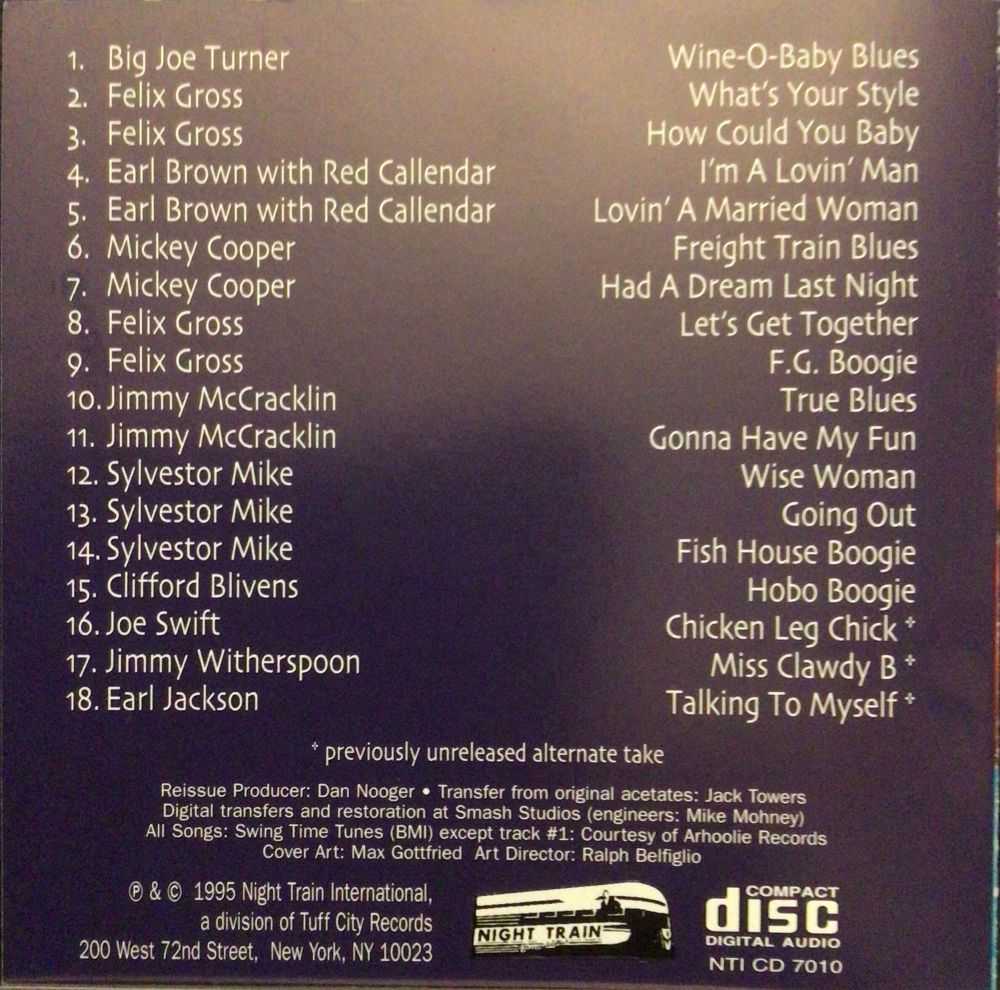 1. Big Joe Turner Wine-O-Baby Blues
2. Felix Gross What's Your Style
3. Felix Gross How Could You Baby
4. Earl Brown with Red Callendar I'm A Lovin' Man
5. Earl Brown with Red Callendar Lovin' A Married Woman
6. Mickey Cooper Freight Train Blues
7. Mickey Cooper Had A Dream Last Night
8. Felix Gross Let's Get Together
9. Felix Gross F.G. Boogie
10. Jimmy McCracklin True Blues
11. Jimmy McCracklin Gonna Have My Fun
12. Sylvestor Mike Wise Woman
13. Sylvestor Mike Going Out
14. Sylvestor Mike Fish House Boogie
15. Clifford Blivens Hobo Boogie
16. Joe Swift Chicken Leg Chick *
17. Jimmy Witherspoon Miss Clawdy B *
18. Earl Jackson Talking To Myself *
* previously unreleased alternate take
Reissue Producer: Dan Nooger • Transfer from original acetates: Jack Towers
Digital transfers and restoration at Smash Studios (engineers: Mike Mohney)
All Songs: Swing Time Tunes (BMI) except track #1: Courtesy of Arhoolie Records
Cover Art: Max Gottfried Art Director: Ralph Belfiglio
℗ & © 1995 Night Train International,
a division of Tuff City Records
200 West 72nd Street, New York, NY 10023
NIGHT TRAIN
COMPACT
disc
DIGITAL AUDIO
NTI CD 7010